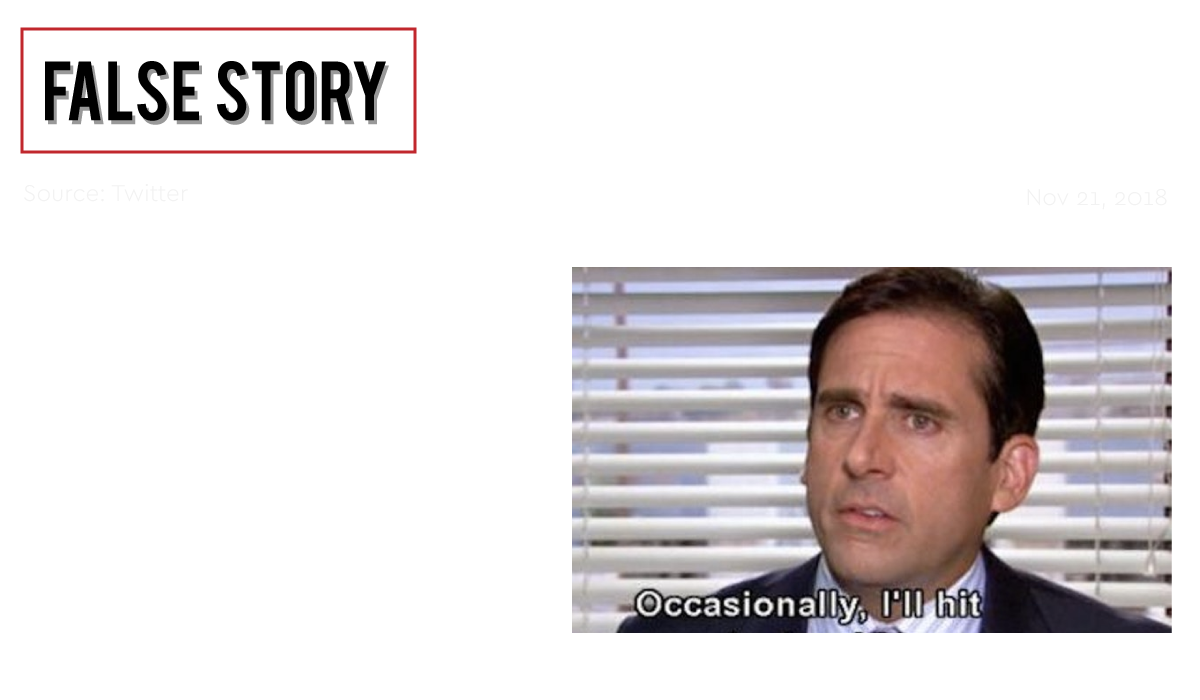 FALSE STORY
Source: Twitter
Nov 21, 2018
Occasionally, I'll hit